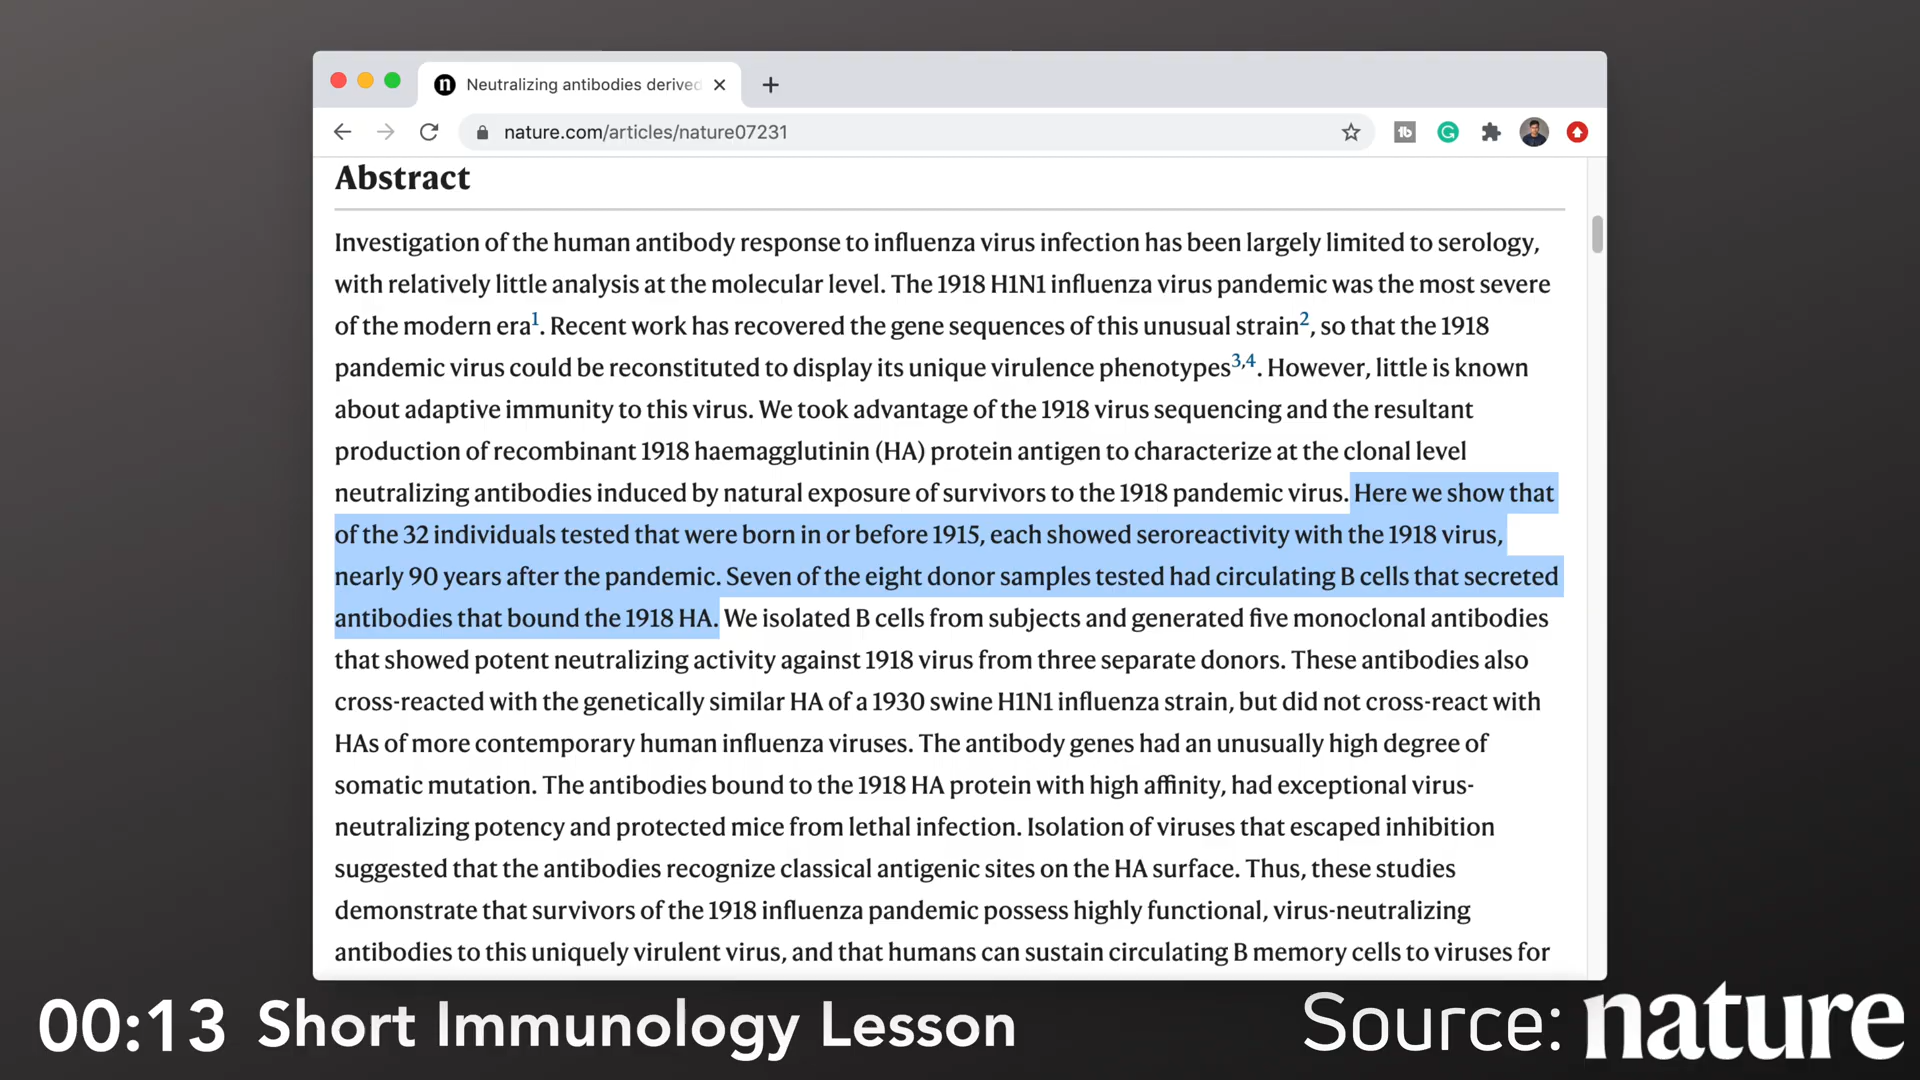 Neutralizing antibodies derived
nature.com/articles/nature07231
Abstract
Investigation of the human antibody response to influenza virus infection has been largely limited to serology,
with relatively little analysis at the molecular level. The 1918 H1N1 influenza virus pandemic was the most severe
of the modern era1. Recent work has recovered the gene sequences of this unusual strain2, so that the 1918
pandemic virus could be reconstituted to display its unique virulence phenotypes3,4. However, little is known
about adaptive immunity to this virus. We took advantage of the 1918 virus sequencing and the resultant
production of recombinant 1918 haemagglutinin (HA) protein antigen to characterize at the clonal level
neutralizing antibodies induced by natural exposure of survivors to the 1918 pandemic virus. Here we show that
of the 32 individuals tested that were born in or before 1915, each showed seroreactivity with the 1918 virus,
nearly 90 years after the pandemic. Seven of the eight donor samples tested had circulating B cells that secreted
antibodies that bound the 1918 HA. We isolated B cells from subjects and generated five monoclonal antibodies
that showed potent neutralizing activity against 1918 virus from three separate donors. These antibodies also
cross-reacted with the genetically similar HA of a 1930 swine H1N1 influenza strain, but did not cross-react with
HAs of more contemporary human influenza viruses. The antibody genes had an unusually high degree of
somatic mutation. The antibodies bound to the 1918 HA protein with high affinity, had exceptional virus-
neutralizing potency and protected mice from lethal infection. Isolation of viruses that escaped inhibition
suggested that the antibodies recognize classical antigenic sites on the HA surface. Thus, these studies
demonstrate that survivors of the 1918 influenza pandemic possess highly functional, virus-neutralizing
antibodies to this uniquely virulent virus, and that humans can sustain circulating B memory cells to viruses for
00:13 Short Immunology Lesson
Source: nature